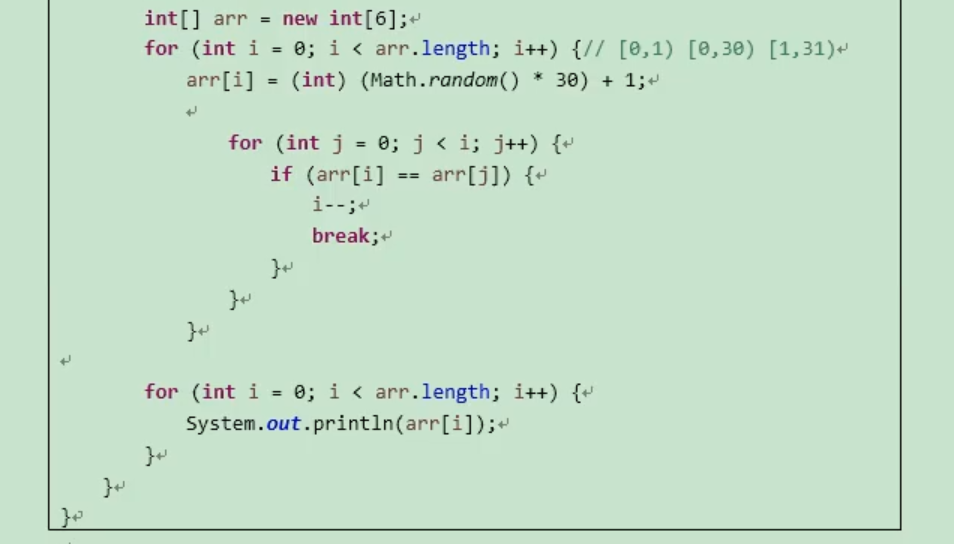 int[] arr = new int[6];↵
for (int i = 0; i < arr.length; i++) {// [0,1) [0,30) [1,31)↵
arr[i] = (int) (Math.random() * 30) + 1;↵
↵
for (int j = 0; j < i; j++) {↵
if (arr[i] == arr[j]) {↵
i--;↵
break;↵
}↵
}↵
}↵
↵
for (int i = 0; i < arr.length; i++) {↵
System.out.println(arr[i]);↵
}↵
}↵
}↵